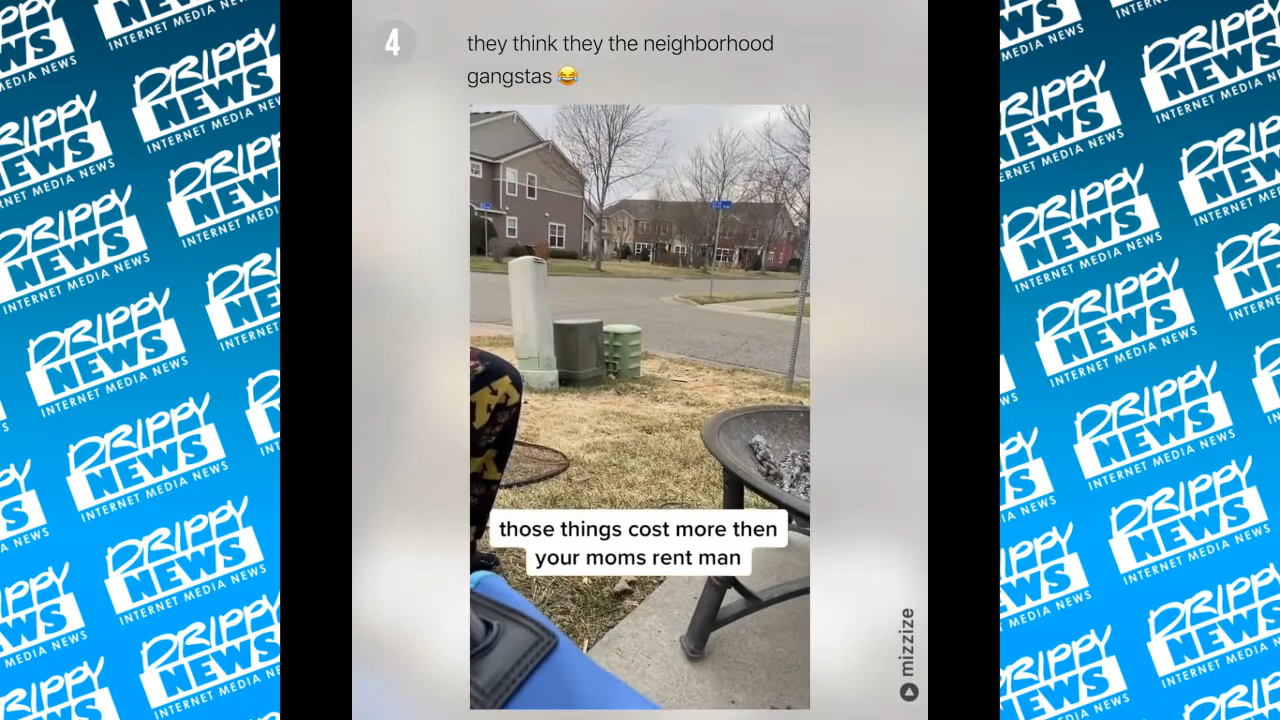 4
they think they the neighborhood
gangstas 😂
those things cost more then
your moms rent man
mizzize
DRIPPY
NEWS
INTERNET MEDIA NEWS